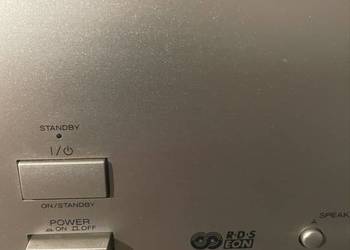 STANDBY
I/⏻
ON/STANDBY
POWER
ON OFF
R·D·S
EON
A
SPEAK